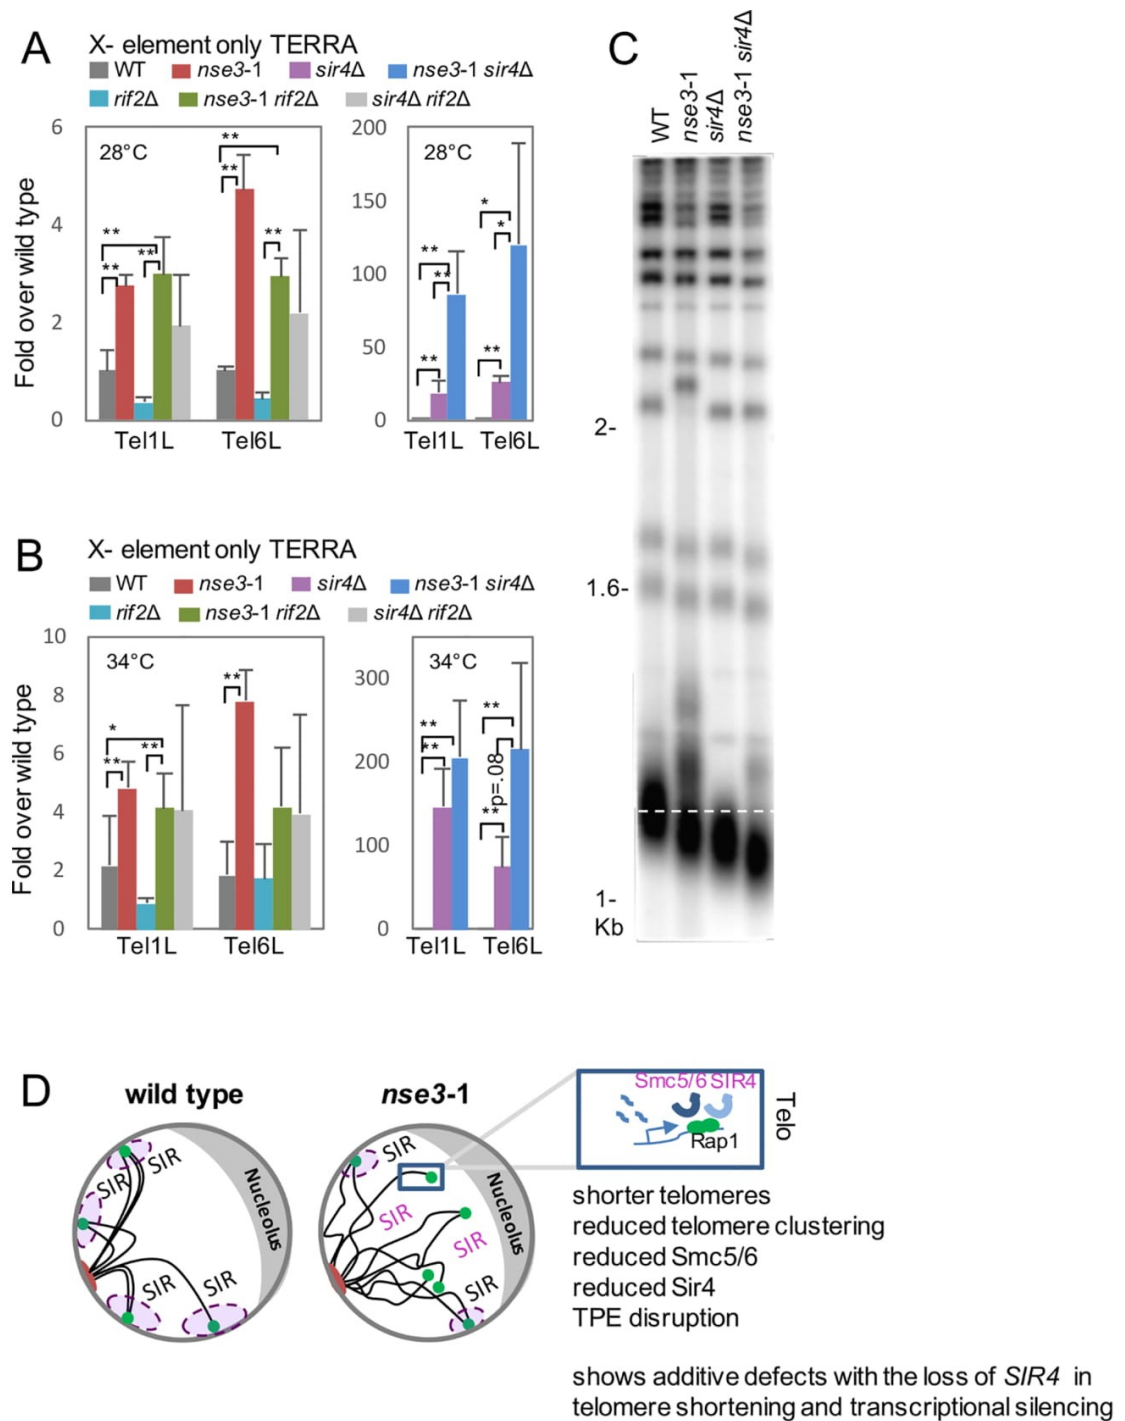 A
X- element only TERRA
WT nse3-1 sir4Δ nse3-1 sir4Δ
rif2Δ nse3-1 rif2Δ sir4Δ rif2Δ
Fold over wild type
6
4
2
0
28°C
** ** **
** ** **
Tel1L Tel6L
200
150
100
50
0
28°C
** ** **
* * **
Tel1L Tel6L
B
X- element only TERRA
WT nse3-1 sir4Δ nse3-1 sir4Δ
rif2Δ nse3-1 rif2Δ sir4Δ rif2Δ
Fold over wild type
10
8
6
4
2
0
34°C
* ** **
**
Tel1L Tel6L
300
200
100
0
34°C
** **
** ** p=.08
Tel1L Tel6L
C
WT
nse3-1
sir4Δ
nse3-1 sir4Δ
2-
1.6-
1-
Kb
D
wild type
SIR
SIR
SIR
SIR
Nucleolus
nse3-1
SIR
SIR
SIR
SIR
Nucleolus
Smc5/6 SIR4
Rap1
Telo
shorter telomeres
reduced telomere clustering
reduced Smc5/6
reduced Sir4
TPE disruption
shows additive defects with the loss of SIR4 in
telomere shortening and transcriptional silencing